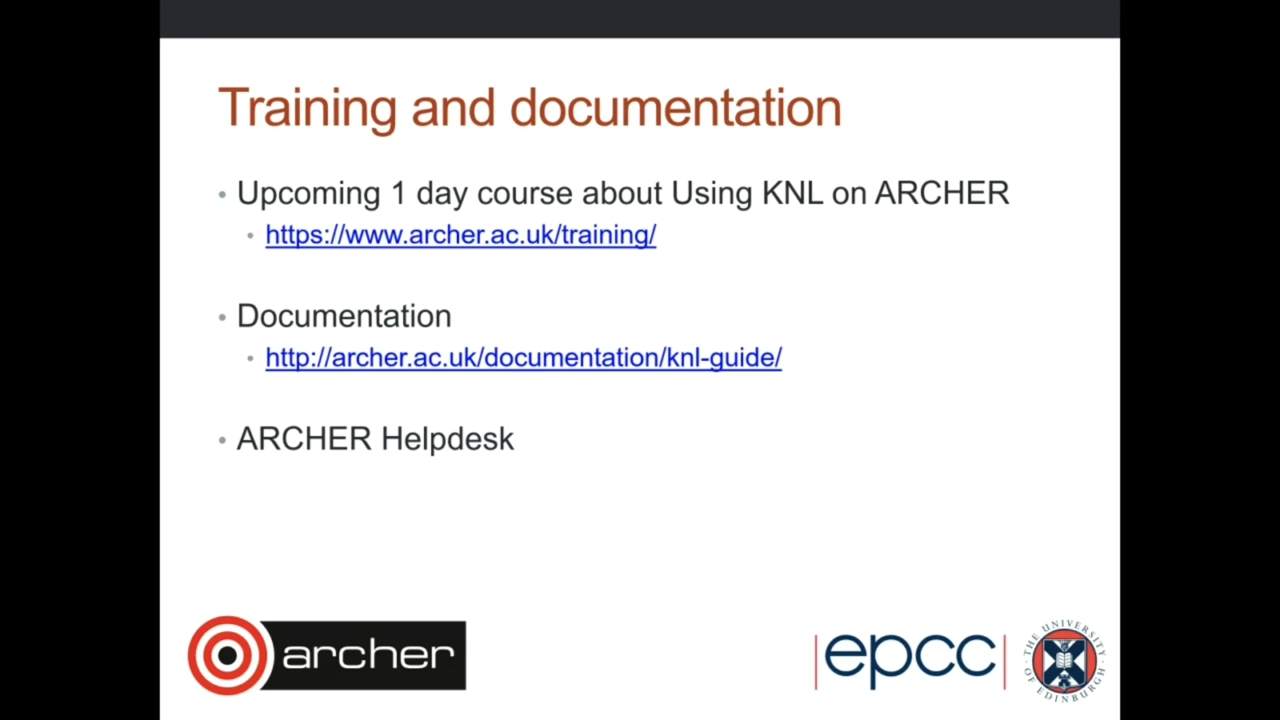 Training and documentation
• Upcoming 1 day course about Using KNL on ARCHER
• https://www.archer.ac.uk/training/
• Documentation
• http://archer.ac.uk/documentation/knl-guide/
• ARCHER Helpdesk
archer
epcc
THE UNIVERSITY
OF EDINBURGH